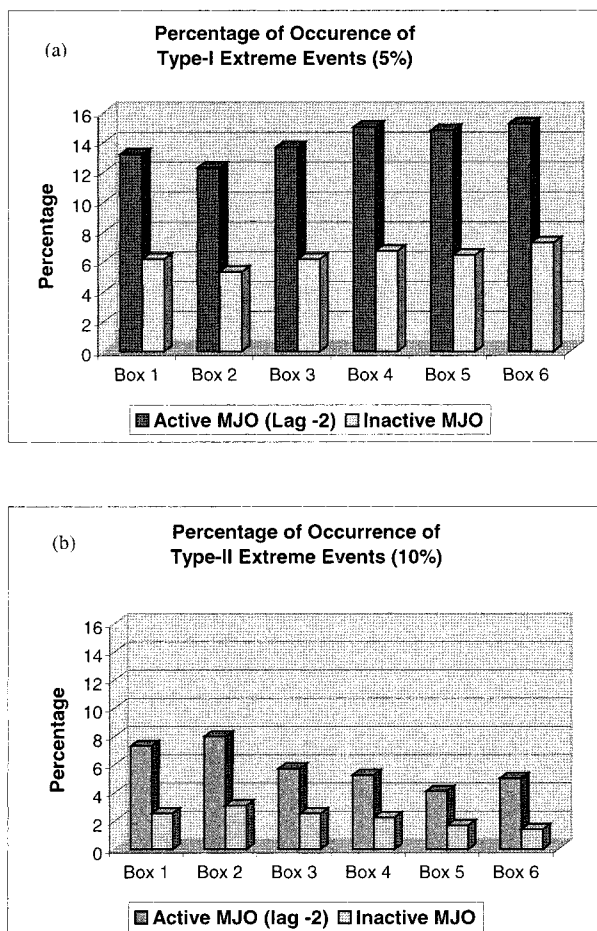 (a)
Percentage of Occurence of
Type-I Extreme Events (5%)
16
14
12
10
8
6
4
2
0
Percentage
Box 1 Box 2 Box 3 Box 4 Box 5 Box 6
Active MJO (Lag -2) Inactive MJO
(b)
Percentage of Occurrence of
Type-II Extreme Events (10%)
16
14
12
10
8
6
4
2
0
Percentage
Box 1 Box 2 Box 3 Box 4 Box 5 Box 6
Active MJO (lag -2) Inactive MJO